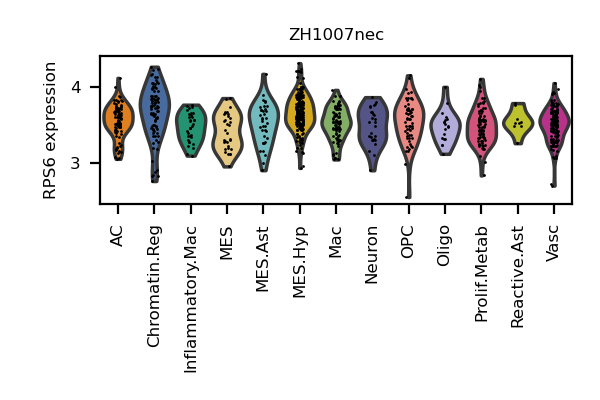 ZH1007nec
RPS6 expression
4
3
AC
Chromatin.Reg
Inflammatory.Mac
MES
MES.Ast
MES.Hyp
Mac
Neuron
OPC
Oligo
Prolif.Metab
Reactive.Ast
Vasc